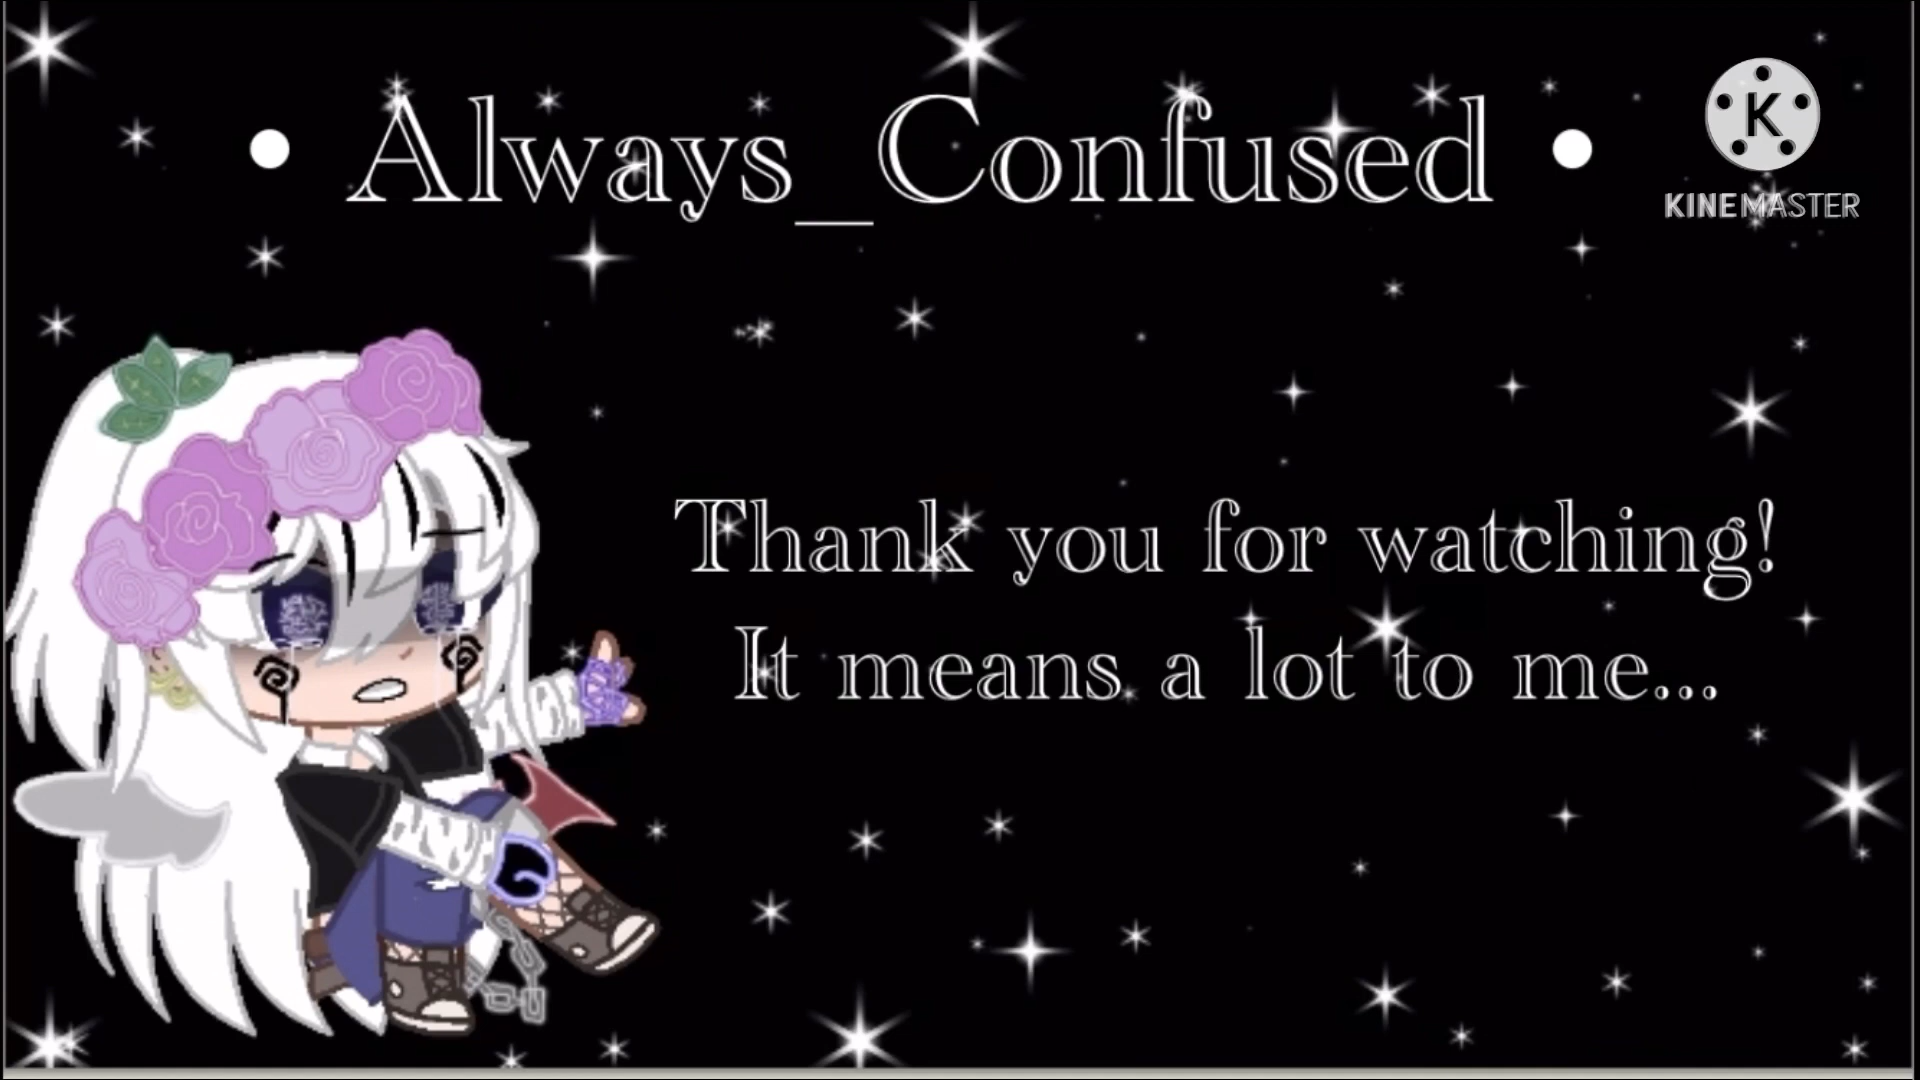 • Always_Confused •
K
KINEMASTER
Thank you for watching!
It means a lot to me...